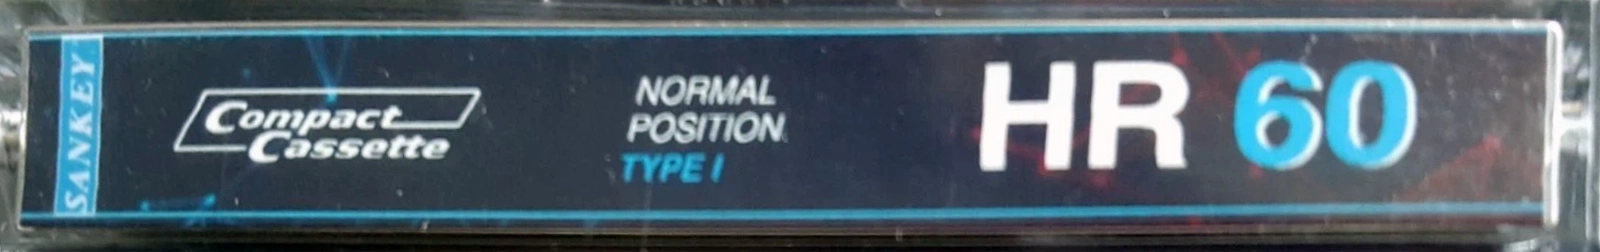 SANKEY
Compact
Cassette
NORMAL
POSITION
TYPE I
HR 60